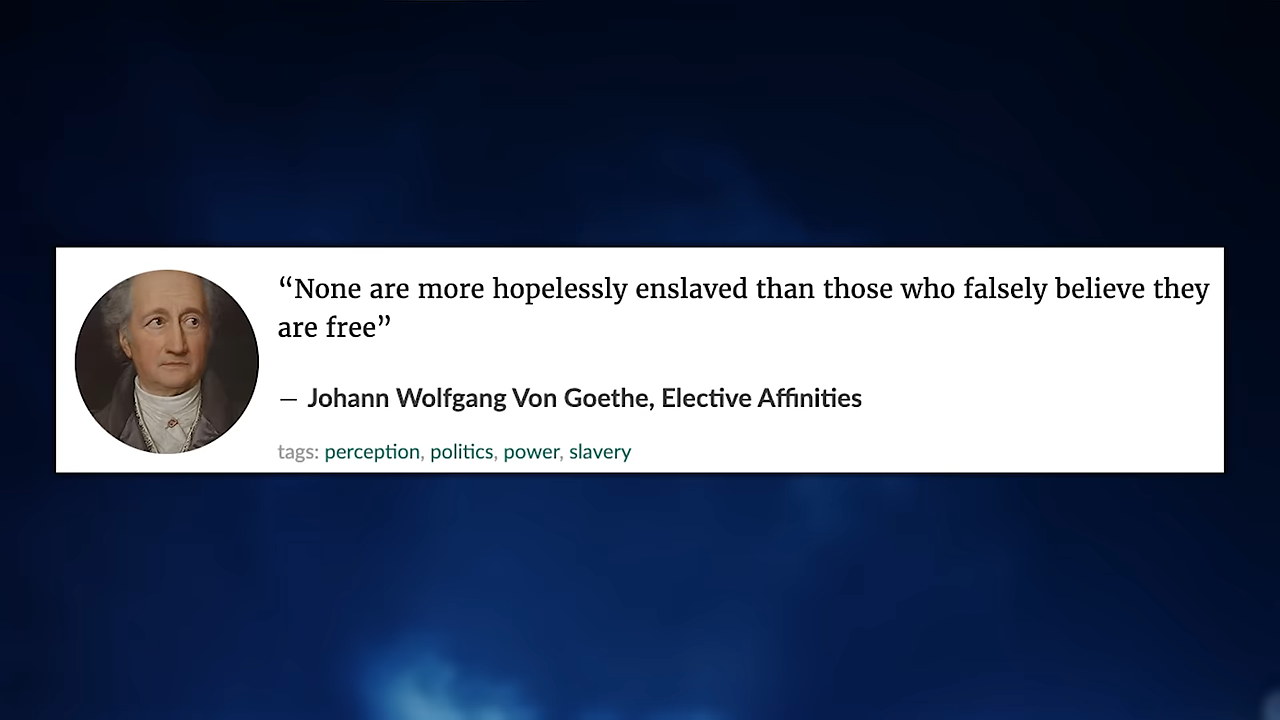 “None are more hopelessly enslaved than those who falsely believe they
are free”
― Johann Wolfgang Von Goethe, Elective Affinities
tags: perception, politics, power, slavery